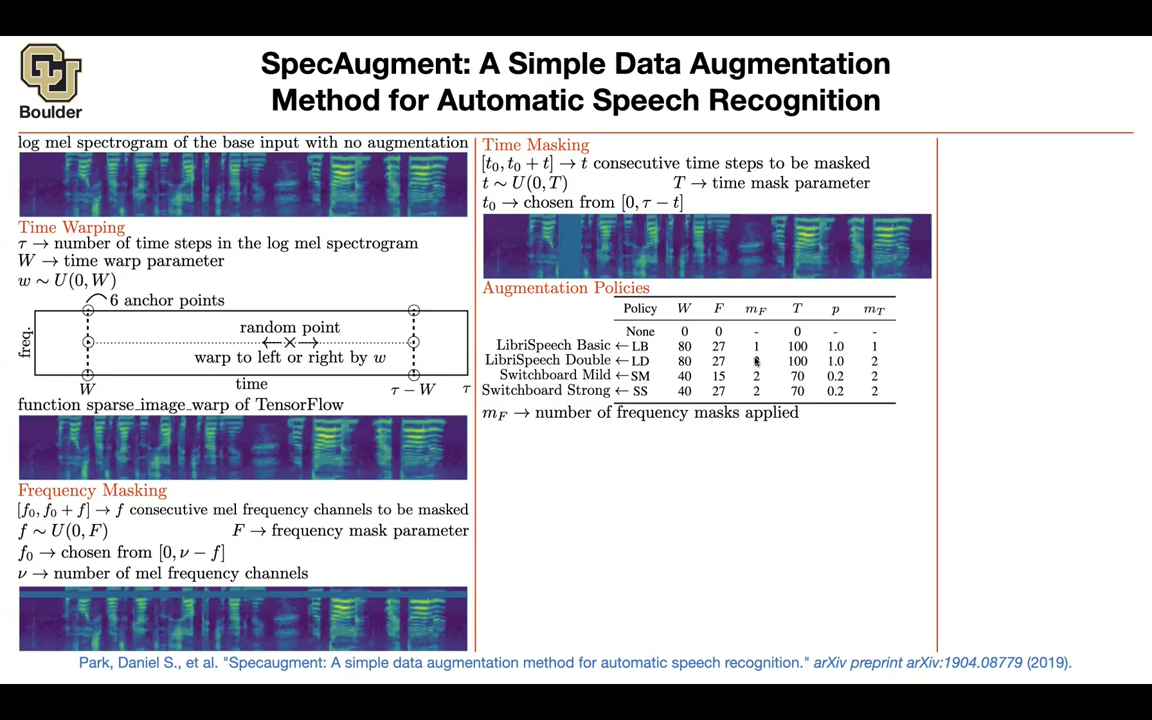 SpecAugment: A Simple Data Augmentation
Method for Automatic Speech Recognition
CU
Boulder
log mel spectrogram of the base input with no augmentation
Time Warping
τ → number of time steps in the log mel spectrogram
W → time warp parameter
w ∼ U(0, W)
6 anchor points
freq.
random point
warp to left or right by w
W
time
τ − W
τ
function sparse_image_warp of TensorFlow
Frequency Masking
[f₀, f₀ + f] → f consecutive mel frequency channels to be masked
f ∼ U(0, F) F → frequency mask parameter
f₀ → chosen from [0, ν − f]
ν → number of mel frequency channels
Time Masking
[t₀, t₀ + t] → t consecutive time steps to be masked
t ∼ U(0, T) T → time mask parameter
t₀ → chosen from [0, τ − t]
Augmentation Policies
Policy W F m_F T p m_T
None 0 0 - 0 - -
LibriSpeech Basic ← LB 80 27 1 100 1.0 1
LibriSpeech Double ← LD 80 27 100 1.0 2
Switchboard Mild ← SM 40 15 2 70 0.2 2
Switchboard Strong ← SS 40 27 2 70 0.2 2
m_F → number of frequency masks applied
Park, Daniel S., et al. "Specaugment: A simple data augmentation method for automatic speech recognition." arXiv preprint arXiv:1904.08779 (2019).